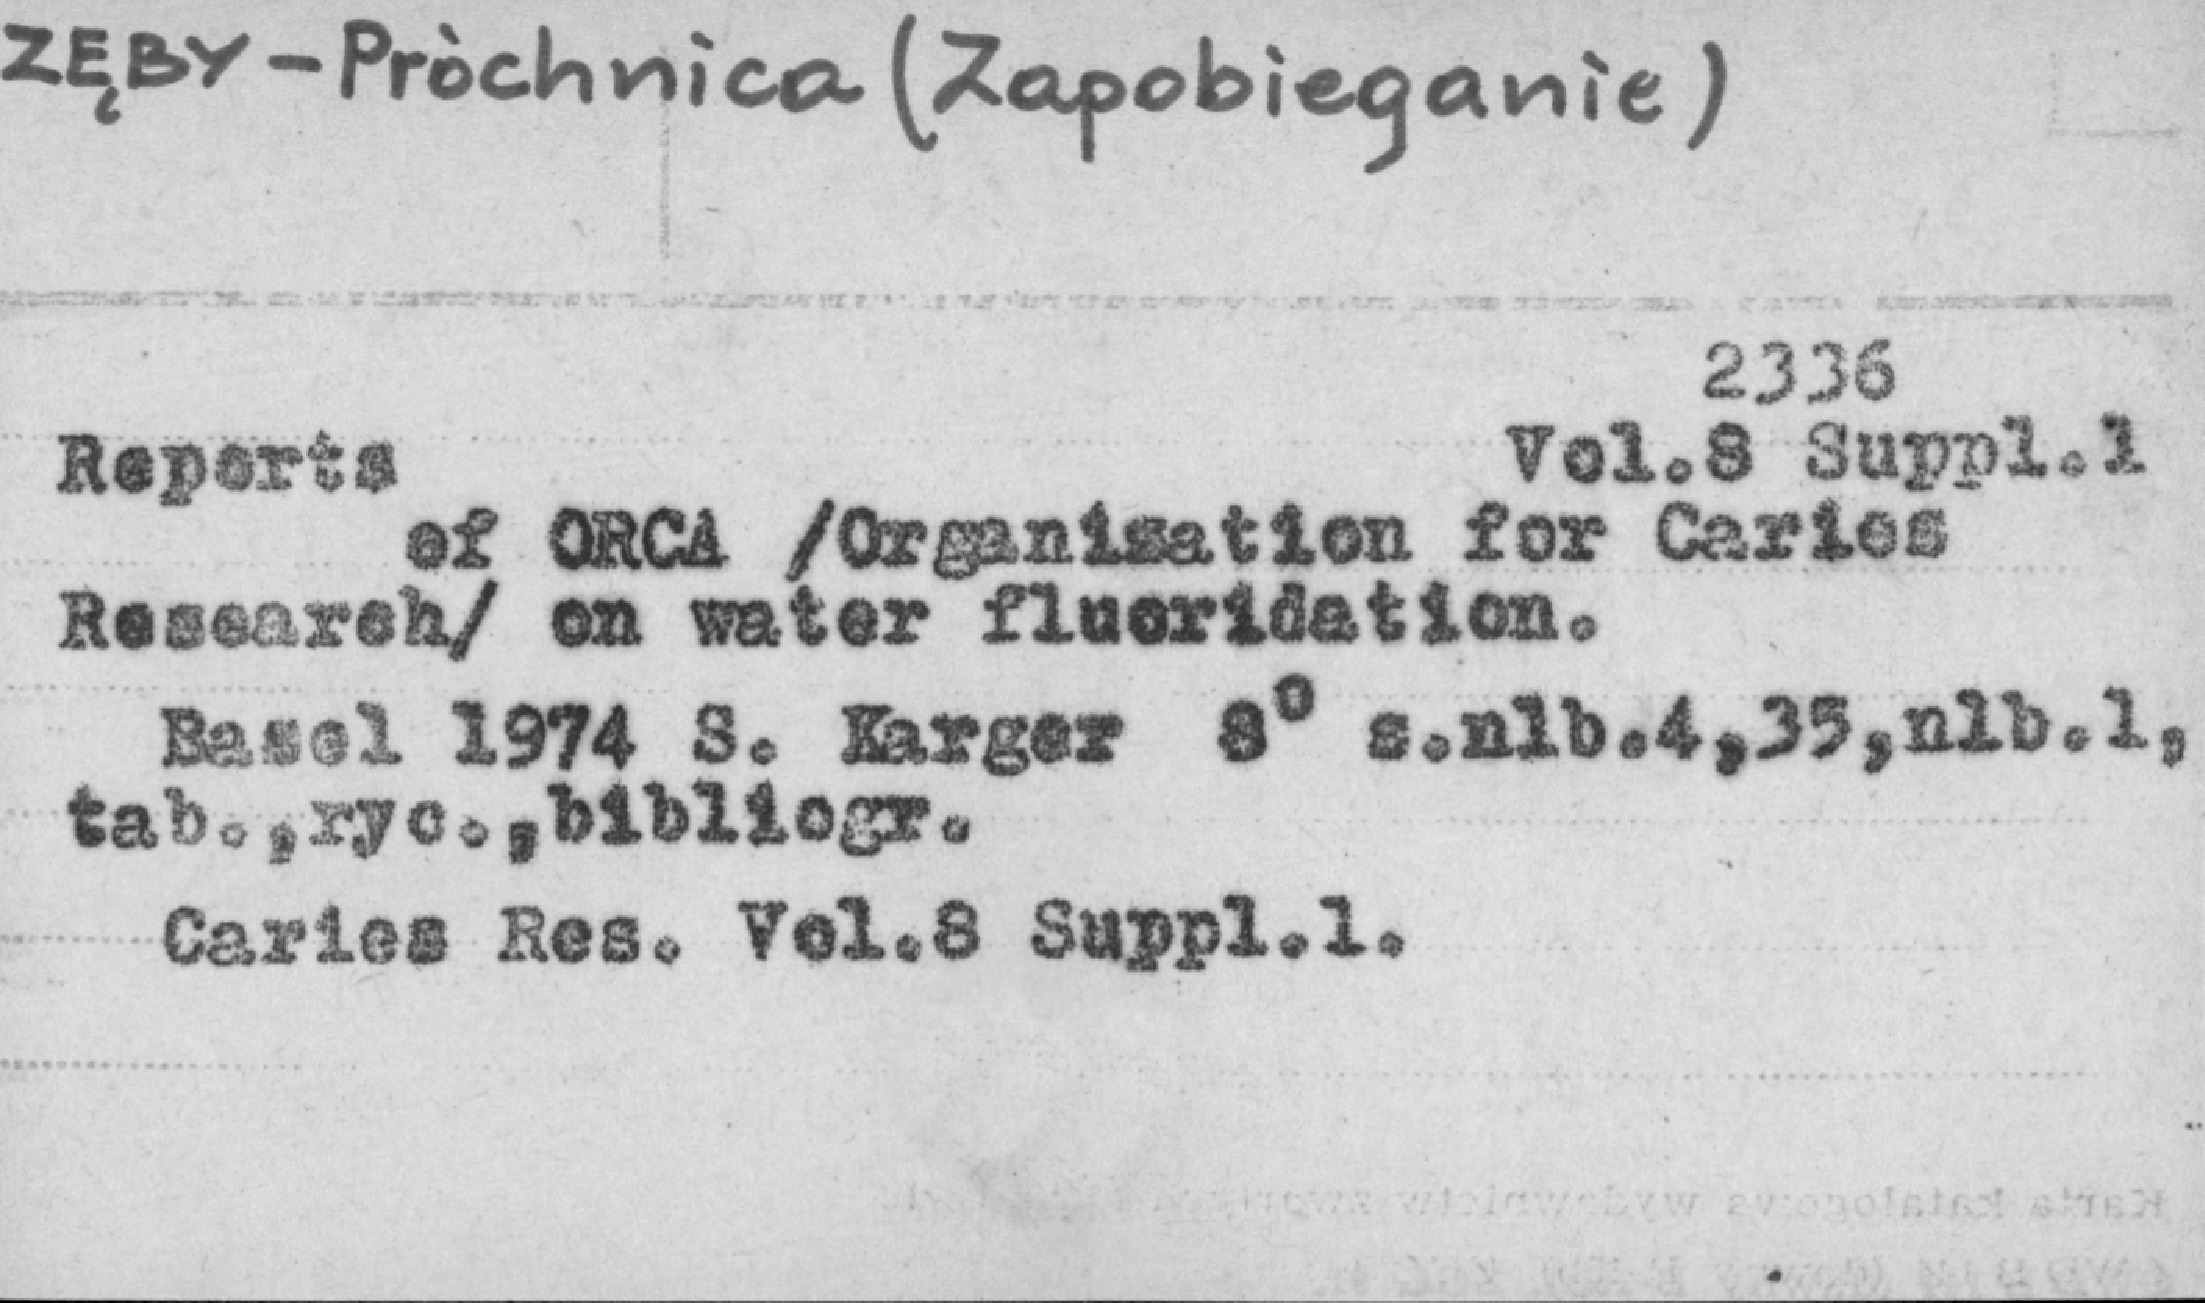 ZĘBY - Pròchnica (Zapobieganie)
2336
Reports Vol.8 Suppl.1
of ORCA /Organisation for Caries
Research/ on water fluoridation.
Basel 1974 S. Karger 8° s.nlb.4,35,nlb.1,
tab.,ryc.,bibliogr.
Caries Res. Vol.8 Suppl.1.